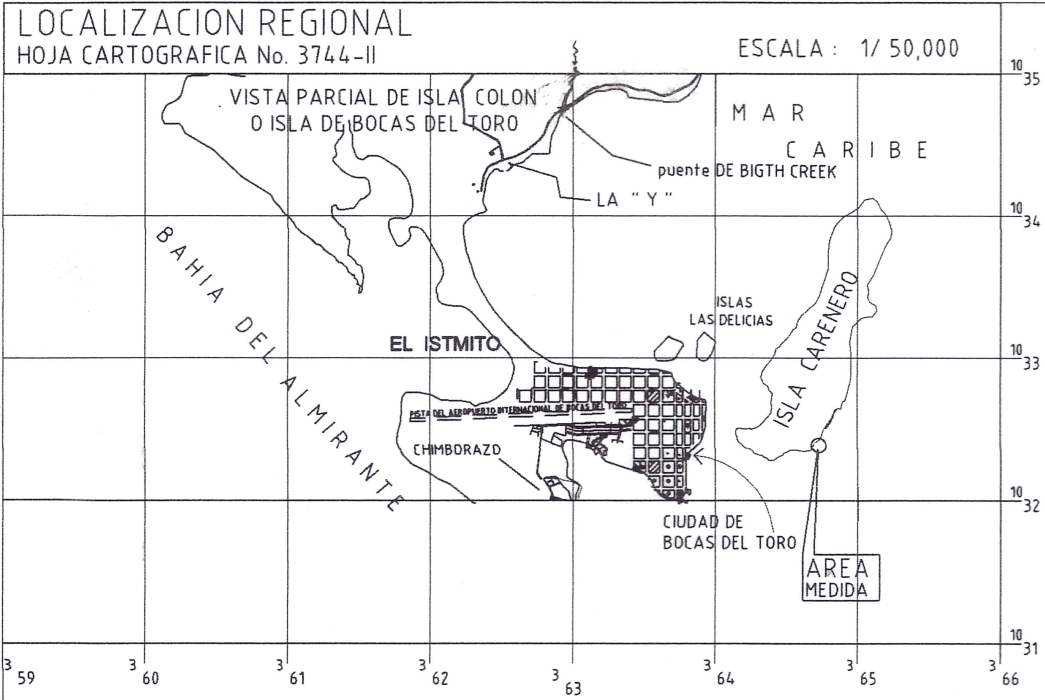 LOCALIZACION REGIONAL
HOJA CARTOGRAFICA No. 3744-II
ESCALA : 1/ 50,000
10 35
VISTA PARCIAL DE ISLA COLON
O ISLA DE BOCAS DEL TORO
MAR
CARIBE
puente DE BIGTH CREEK
LA "Y"
10 34
BAHIA DEL ALMIRANTE
ISLAS
LAS DELICIAS
ISLA CARENERO
EL ISTMITO
10 33
PISTA DEL AEROPUERTO INTERNACIONAL DE BOCAS DEL TORO
CHIMBORAZO
10 32
CIUDAD DE
BOCAS DEL TORO
AREA
MEDIDA
10 31
3 59
3 60
3 61
3 62
3 63
3 64
3 65
3 66